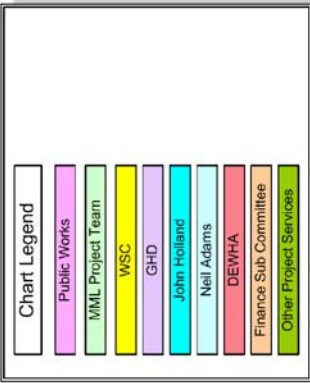 Chart Legend
Public Works
MML Project Team
WSC
GHD
John Holland
Neil Adams
DEWHA
Finance Sub Committee
Other Project Services